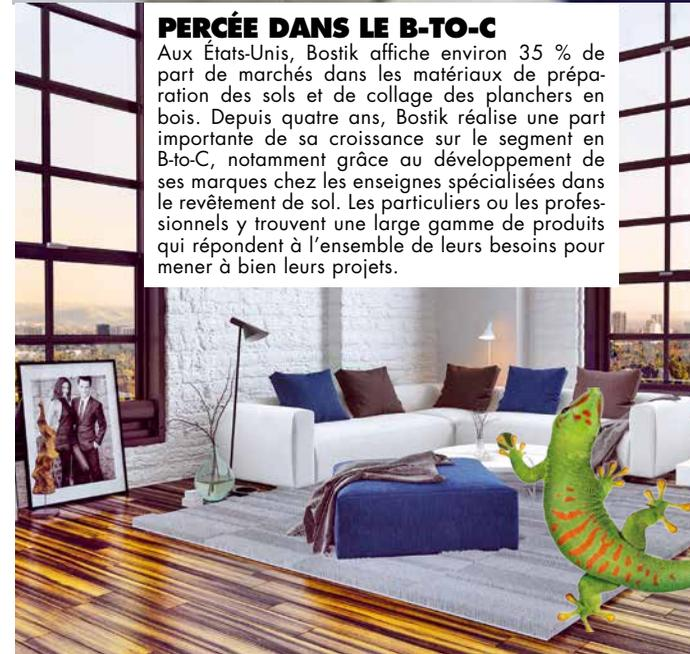 PERCÉE DANS LE B-TO-C
Aux États-Unis, Bostik affiche environ 35 % de
part de marchés dans les matériaux de prépa-
ration des sols et de collage des planchers en
bois. Depuis quatre ans, Bostik réalise une part
importante de sa croissance sur le segment en
B-to-C, notamment grâce au développement de
ses marques chez les enseignes spécialisées dans
le revêtement de sol. Les particuliers ou les profes-
sionnels y trouvent une large gamme de produits
qui répondent à l’ensemble de leurs besoins pour
mener à bien leurs projets.